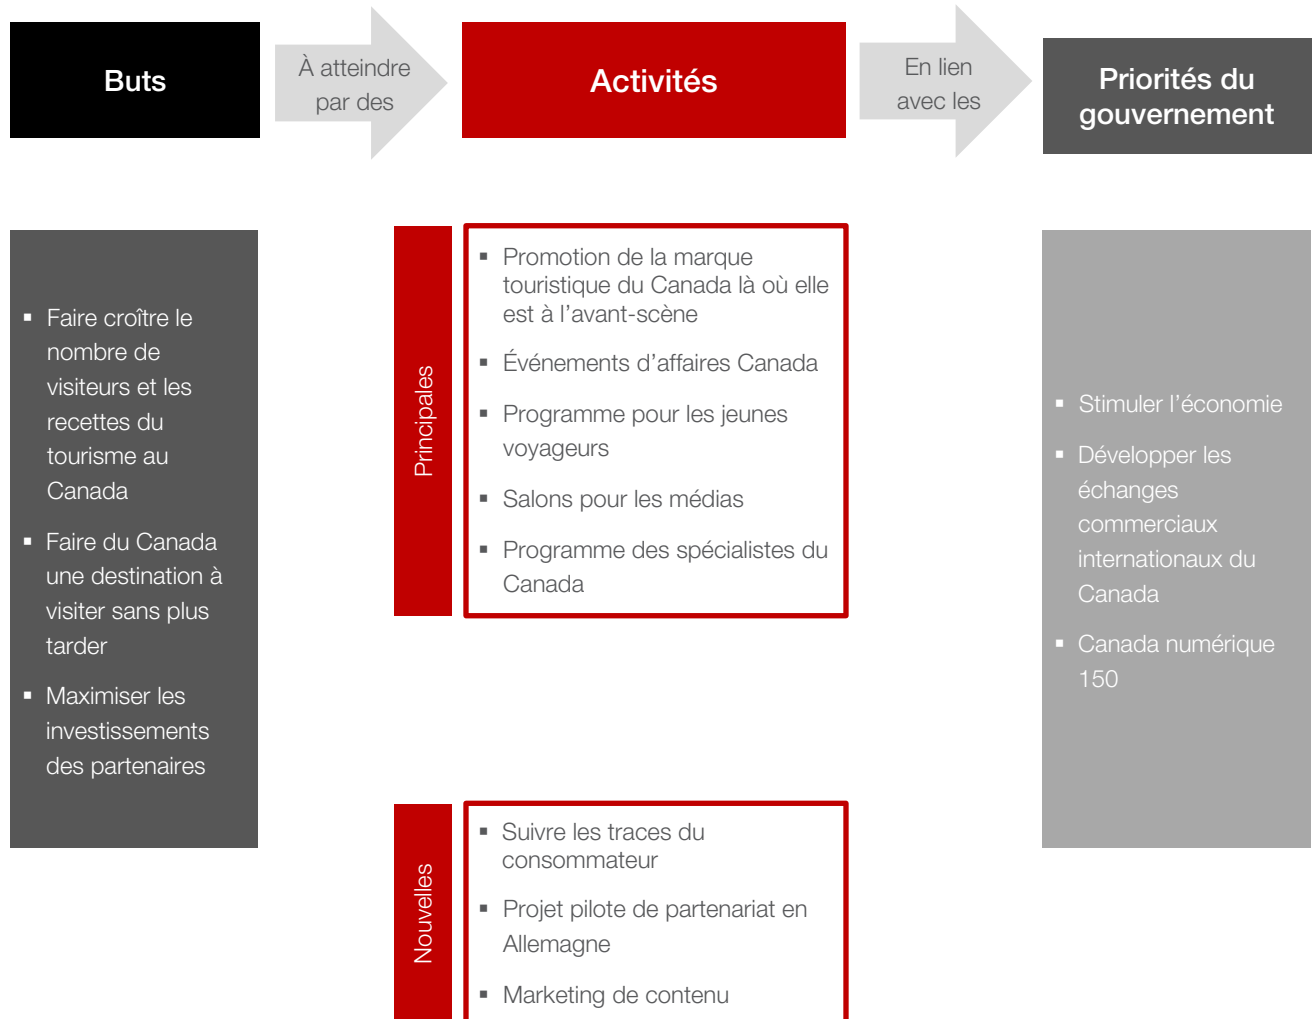 Buts
À atteindre
par des
Activités
En lien
avec les
Priorités du
gouvernement
▪ Faire croître le
nombre de
visiteurs et les
recettes du
tourisme au
Canada
▪ Faire du Canada
une destination à
visiter sans plus
tarder
▪ Maximiser les
investissements
des partenaires
Principales
▪ Promotion de la marque
touristique du Canada là où elle
est à l’avant-scène
▪ Événements d’affaires Canada
▪ Programme pour les jeunes
voyageurs
▪ Salons pour les médias
▪ Programme des spécialistes du
Canada
Nouvelles
▪ Suivre les traces du
consommateur
▪ Projet pilote de partenariat en
Allemagne
▪ Marketing de contenu
▪ Stimuler l’économie
▪ Développer les
échanges
commerciaux
internationaux du
Canada
▪ Canada numérique
150